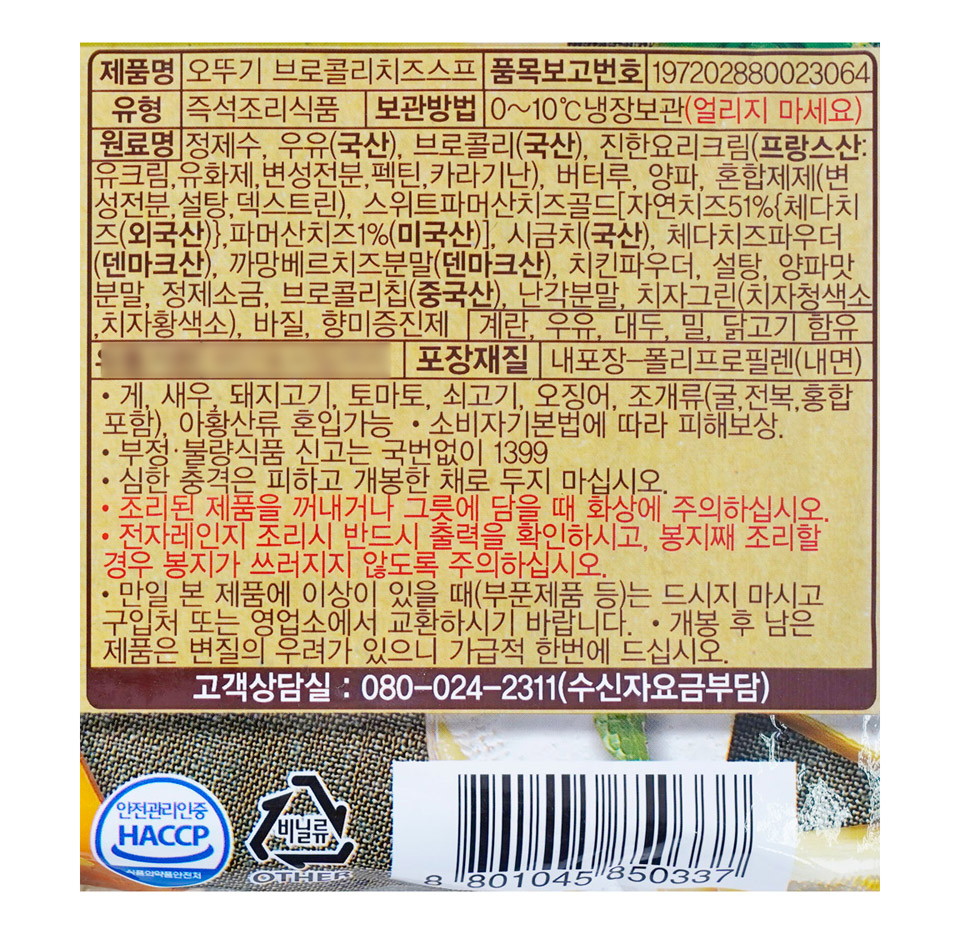 제품명 오뚜기 브로콜리치즈스프 품목보고번호 197202880023064
유형 즉석조리식품 보관방법 0~10℃냉장보관(얼리지 마세요)
원료명 정제수, 우유(국산), 브로콜리(국산), 진한요리크림(프랑스산:
유크림,유화제,변성전분,펙틴,카라기난), 버터루, 양파, 혼합제제(변
성전분,설탕,덱스트린), 스위트파머산치즈골드[자연치즈51%{체다치
즈(외국산)},파머산치즈1%(미국산)], 시금치(국산), 체다치즈파우더
(덴마크산), 까망베르치즈분말(덴마크산), 치킨파우더, 설탕, 양파맛
분말, 정제소금, 브로콜리칩(중국산), 난각분말, 치자그린(치자청색소
,치자황색소), 바질, 향미증진제 계란, 우유, 대두, 밀, 닭고기 함유
포장재질 내포장-폴리프로필렌(내면)
• 게, 새우, 돼지고기, 토마토, 쇠고기, 오징어, 조개류(굴,전복,홍합
포함), 아황산류 혼입가능 • 소비자기본법에 따라 피해보상.
• 부정·불량식품 신고는 국번없이 1399
• 심한 충격은 피하고 개봉한 채로 두지 마십시오.
• 조리된 제품을 꺼내거나 그릇에 담을 때 화상에 주의하십시오.
• 전자레인지 조리시 반드시 출력을 확인하시고, 봉지째 조리할
경우 봉지가 쓰러지지 않도록 주의하십시오.
• 만일 본 제품에 이상이 있을 때(부푼제품 등)는 드시지 마시고
구입처 또는 영업소에서 교환하시기 바랍니다. • 개봉 후 남은
제품은 변질의 우려가 있으니 가급적 한번에 드십시오.
고객상담실 : 080-024-2311(수신자요금부담)
안전관리인증
HACCP
식품의약품안전처
비닐류
OTHER
8 801045 850337